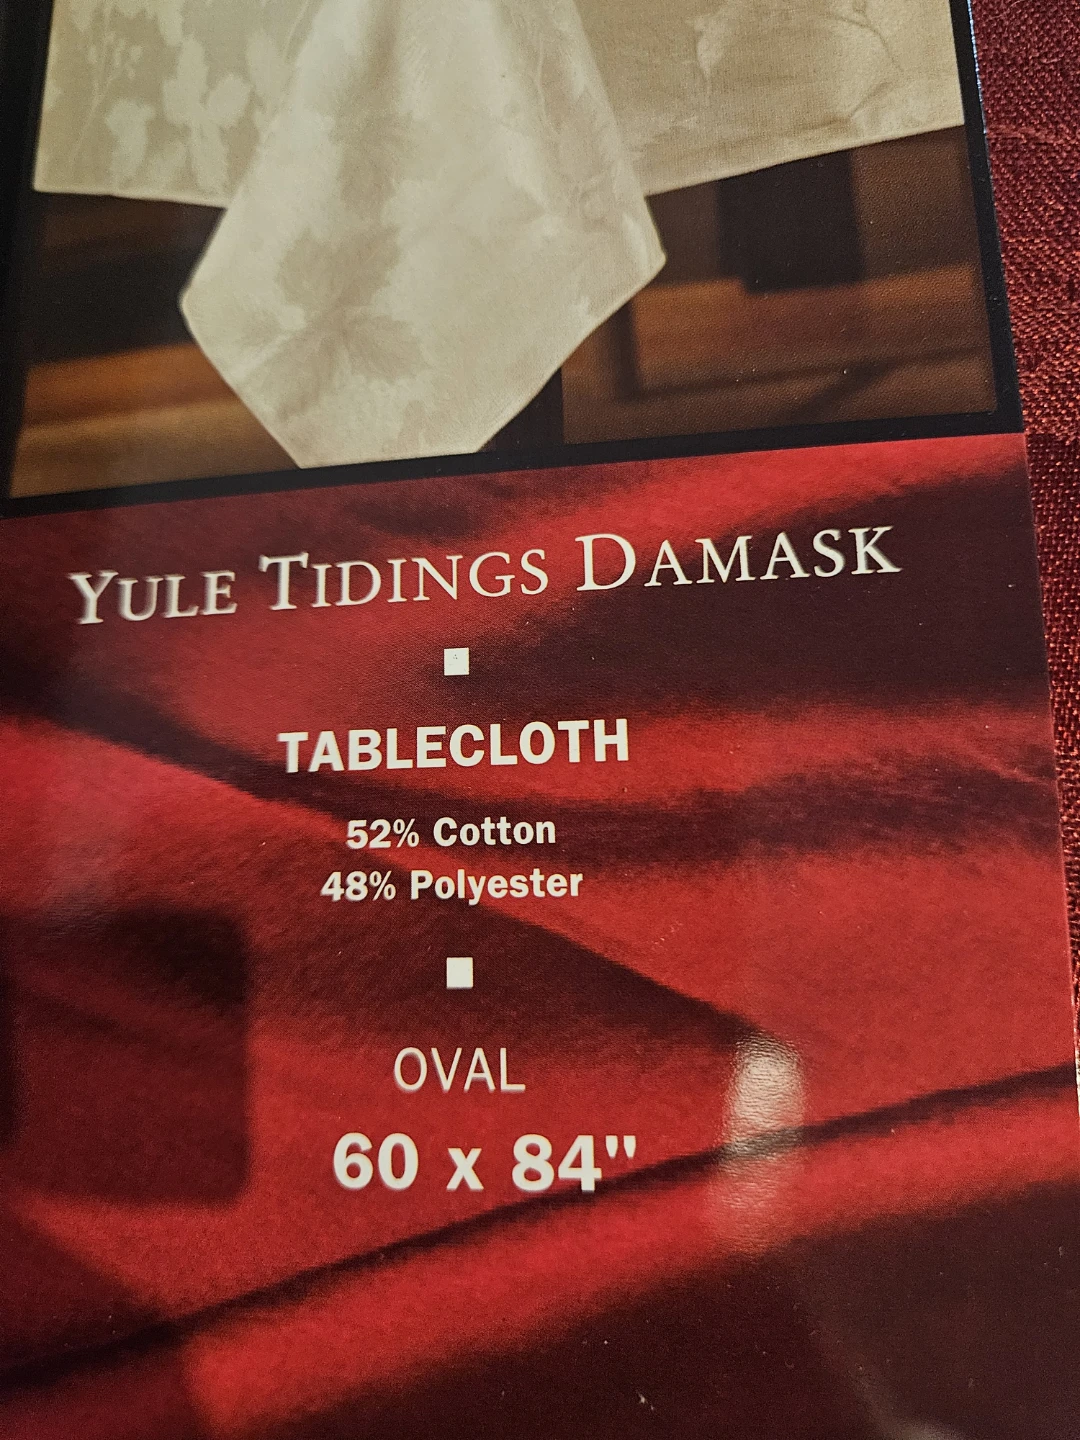 YULE TIDINGS DAMASK
TABLECLOTH
52% Cotton
48% Polyester
OVAL
60 x 84"